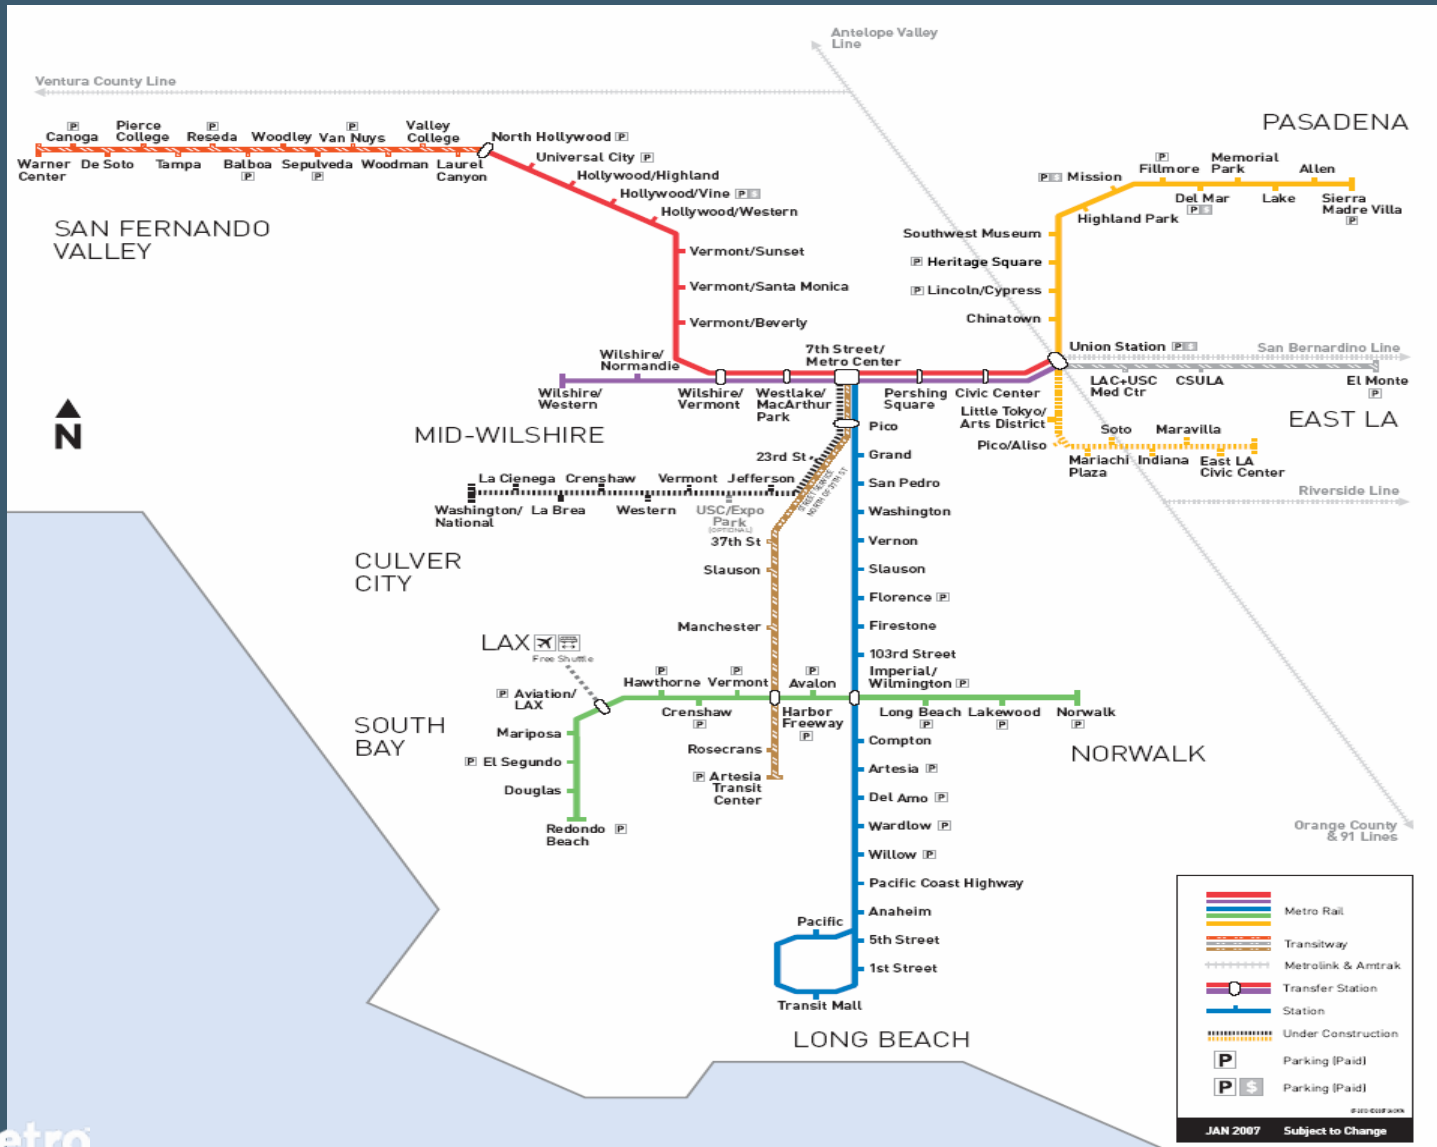 Antelope Valley
Line
Ventura County Line
PASADENA
Canoga
Pierce
College
Reseda
Woodley
Van Nuys
Valley
College
North Hollywood P
Warner
Center
De Soto
Tampa
Balboa
Sepulveda
Woodman
Laurel
Canyon
P
P
P
P
P
Universal City P
Hollywood/Highland
Hollywood/Vine P $
Hollywood/Western
SAN FERNANDO
VALLEY
Vermont/Sunset
Vermont/Santa Monica
Vermont/Beverly
P $ Mission
P
Fillmore
Memorial
Park
Allen
Del Mar
P $
Lake
Sierra
Madre Villa
P
Highland Park
Southwest Museum
P Heritage Square
P Lincoln/Cypress
Chinatown
Union Station P $
San Bernardino Line
Wilshire/
Normandie
7th Street/
Metro Center
Wilshire/
Western
Wilshire/
Vermont
Westlake/
MacArthur
Park
Pershing
Square
Civic Center
LAC+USC
Med Ctr
CSULA
El Monte
P
EAST LA
Little Tokyo/
Arts District
Pico/Aliso
Soto
Maravilla
Mariachi
Plaza
Indiana
East LA
Civic Center
Riverside Line
N
MID-WILSHIRE
Pico
23rd St
STREET SERVICE
NORTH OF 37TH ST
Grand
San Pedro
Washington
Vernon
Slauson
Florence P
Firestone
103rd Street
Imperial/
Wilmington P
La Cienega
Crenshaw
Vermont
Jefferson
Washington/
National
La Brea
Western
USC/Expo
Park
(OPTIONAL)
37th St
Slauson
Manchester
CULVER
CITY
LAX
Free Shuttle
P Aviation/
LAX
P
Hawthorne
P
Vermont
P
Avalon
Crenshaw
P
Harbor
Freeway
P
Long Beach
P
Lakewood
P
Norwalk
P
SOUTH
BAY
Mariposa
P El Segundo
Douglas
Redondo P
Beach
Rosecrans
P Artesia
Transit
Center
NORWALK
Compton
Artesia P
Del Amo P
Wardlow P
Willow P
Pacific Coast Highway
Anaheim
Pacific
5th Street
1st Street
Transit Mall
LONG BEACH
Orange County
& 91 Lines
Metro Rail
Transitway
Metrolink & Amtrak
Transfer Station
Station
Under Construction
P Parking (Paid)
P $ Parking (Paid)
JAN 2007 Subject to Change
etro